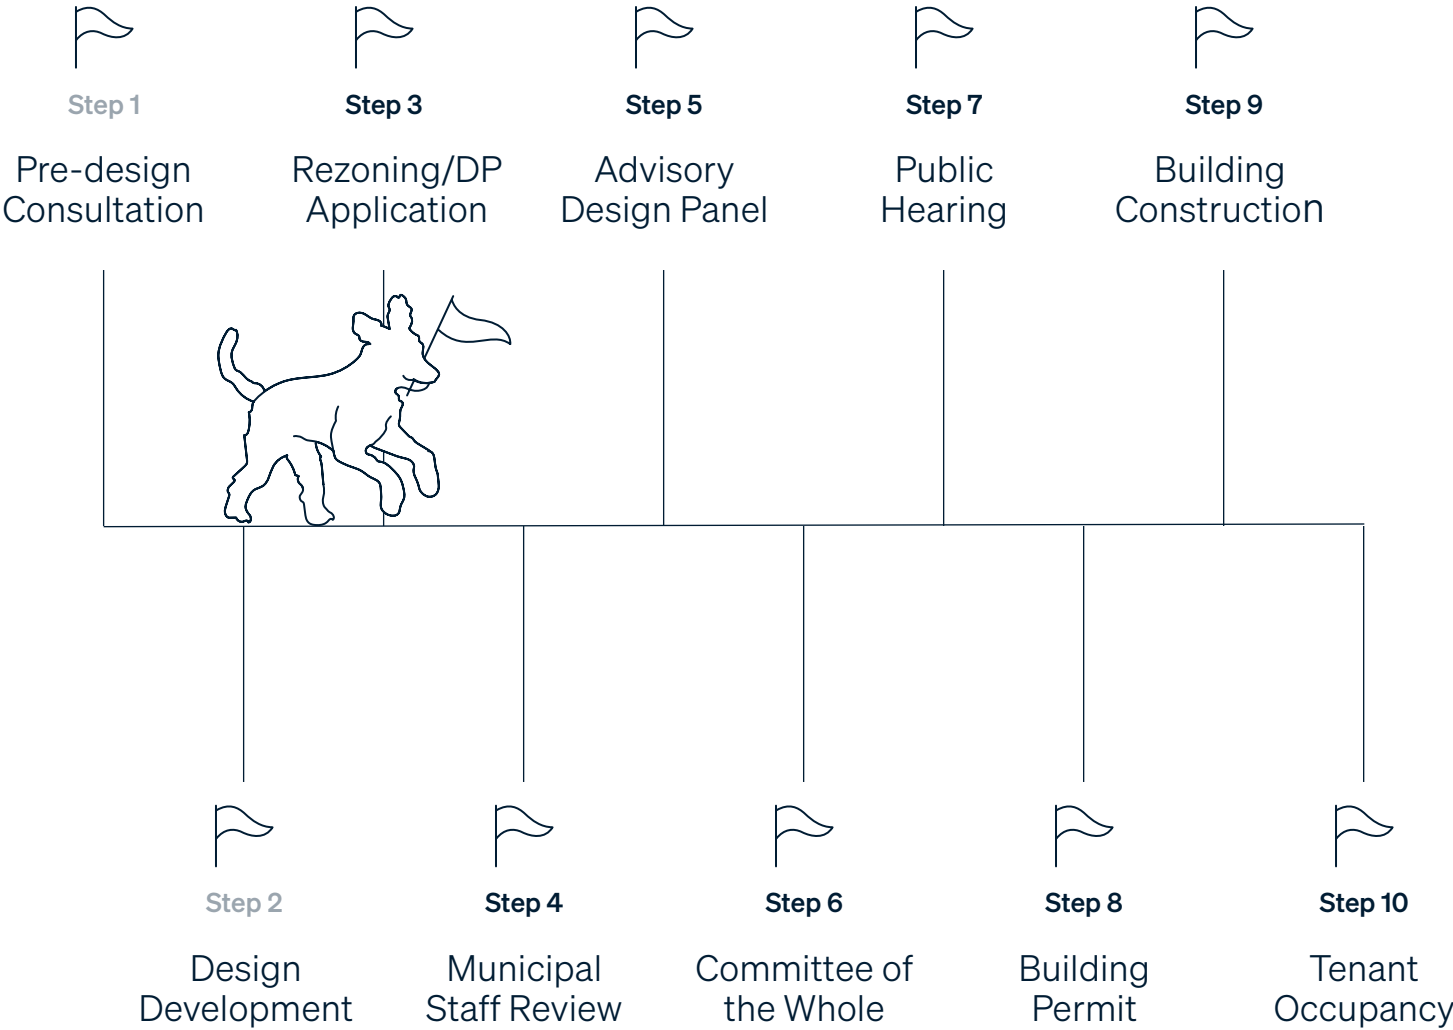 Step 1
Pre-design
Consultation
Step 3
Rezoning/DP
Application
Step 5
Advisory
Design Panel
Step 7
Public
Hearing
Step 9
Building
Construction
Step 2
Design
Development
Step 4
Municipal
Staff Review
Step 6
Committee of
the Whole
Step 8
Building
Permit
Step 10
Tenant
Occupancy